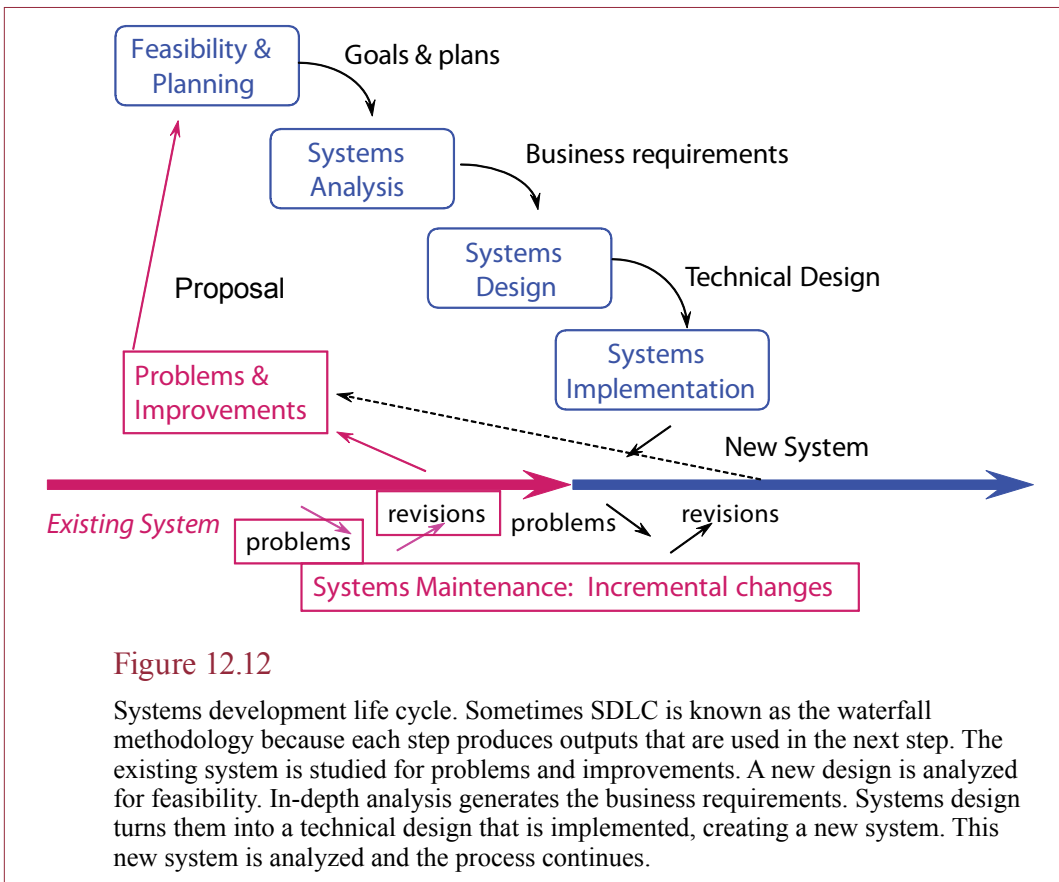 Feasibility &
Planning
Goals & plans
Systems
Analysis
Business requirements
Systems
Design
Technical Design
Proposal
Systems
Implementation
Problems &
Improvements
New System
Existing System
problems
revisions
problems
revisions
Systems Maintenance: Incremental changes
Figure 12.12
Systems development life cycle. Sometimes SDLC is known as the waterfall
methodology because each step produces outputs that are used in the next step. The
existing system is studied for problems and improvements. A new design is analyzed
for feasibility. In-depth analysis generates the business requirements. Systems design
turns them into a technical design that is implemented, creating a new system. This
new system is analyzed and the process continues.